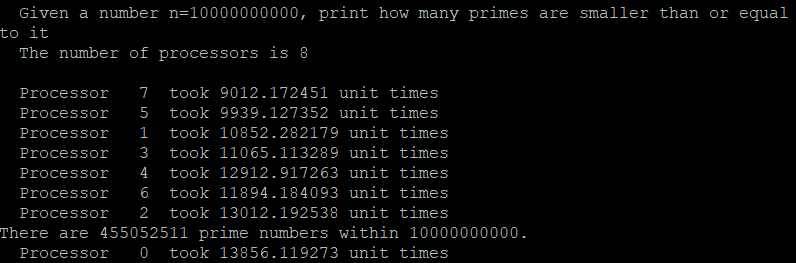 Given a number n=10000000000, print how many primes are smaller than or equal
to it
The number of processors is 8
Processor 7 took 9012.172451 unit times
Processor 5 took 9939.127352 unit times
Processor 1 took 10852.282179 unit times
Processor 3 took 11065.113289 unit times
Processor 4 took 12912.917263 unit times
Processor 6 took 11894.184093 unit times
Processor 2 took 13012.192538 unit times
There are 455052511 prime numbers within 10000000000.
Processor 0 took 13856.119273 unit times